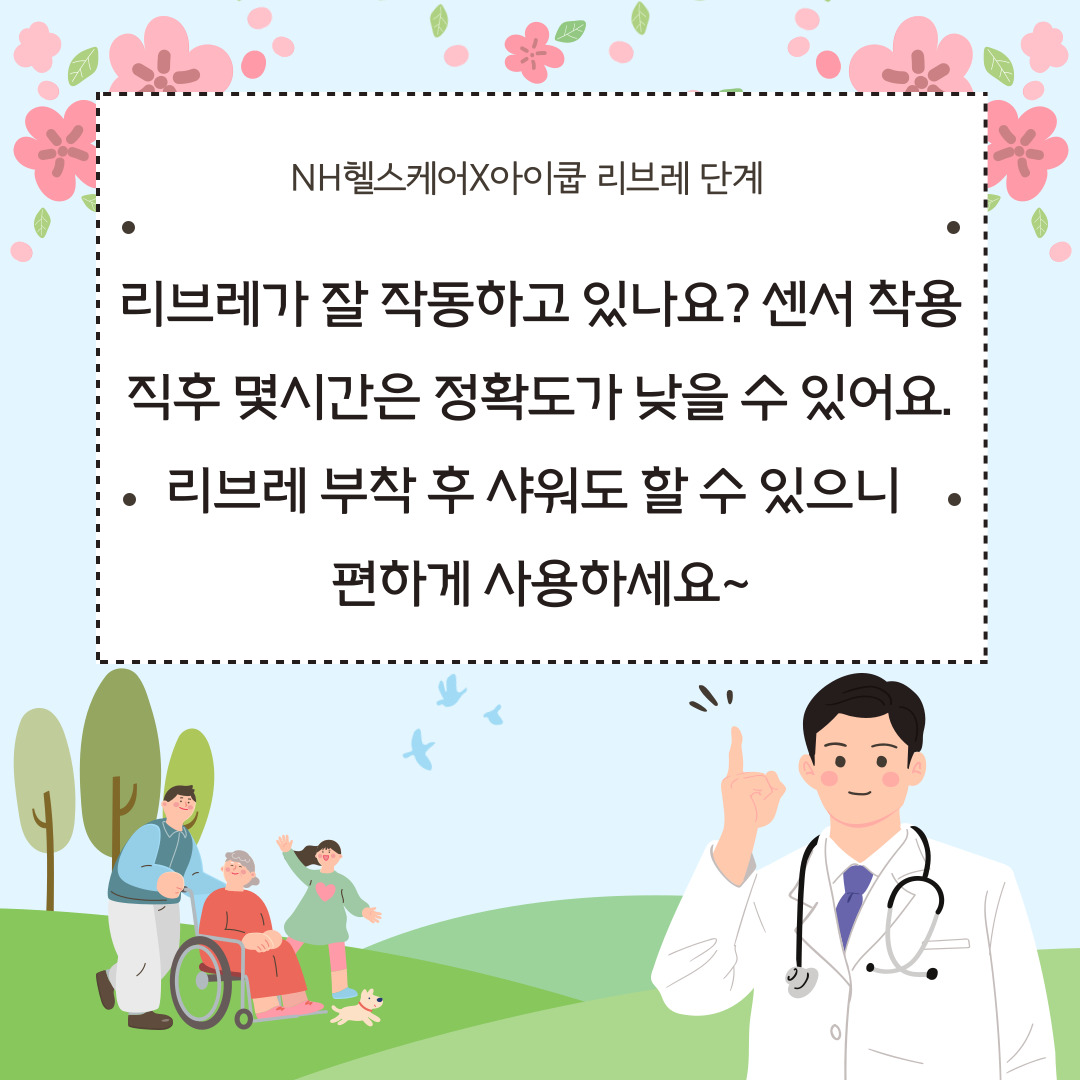 NH헬스케어X아이쿱 리브레 단계
리브레가 잘 작동하고 있나요? 센서 착용
직후 몇시간은 정확도가 낮을 수 있어요.
리브레 부착 후 샤워도 할 수 있으니
편하게 사용하세요~